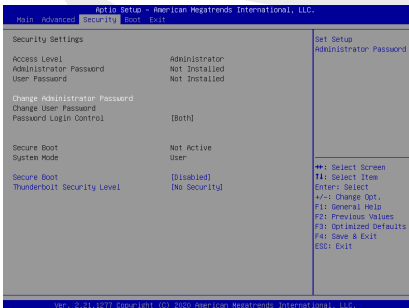 Aptio Setup – American Megatrends International, LLC.
Main Advanced Security Boot Exit
Security Settings
Access Level Administrator
Administrator Password Not Installed
User Password Not Installed
Change Administrator Password
Change User Password
Password Login Control [Both]
Secure Boot Not Active
System Mode User
Secure Boot [Disabled]
Thunderbolt Security Level [No Security]
Set Setup
Administrator Password
→←: Select Screen
↑↓: Select Item
Enter: Select
+/-: Change Opt.
F1: General Help
F2: Previous Values
F3: Optimized Defaults
F4: Save & Exit
ESC: Exit
Ver. 2.21.1277 Copyright (C) 2020 American Megatrends International, LLC.